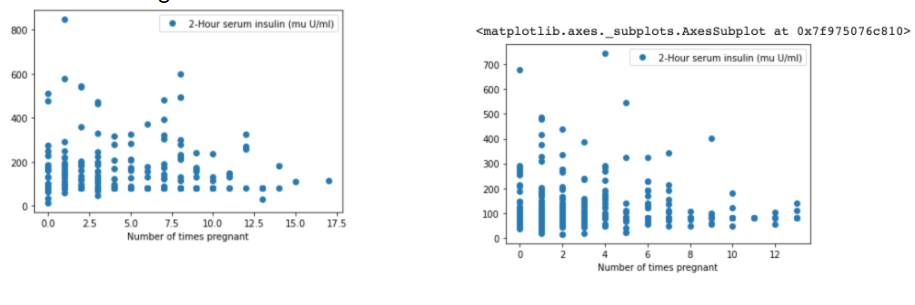 2-Hour serum insulin (mu U/ml)
800
600
400
200
0
0.0 2.5 5.0 7.5 10.0 12.5 15.0 17.5
Number of times pregnant
<matplotlib.axes._subplots.AxesSubplot at 0x7f975076c810>
2-Hour serum insulin (mu U/ml)
700
600
500
400
300
200
100
0
0 2 4 6 8 10 12
Number of times pregnant